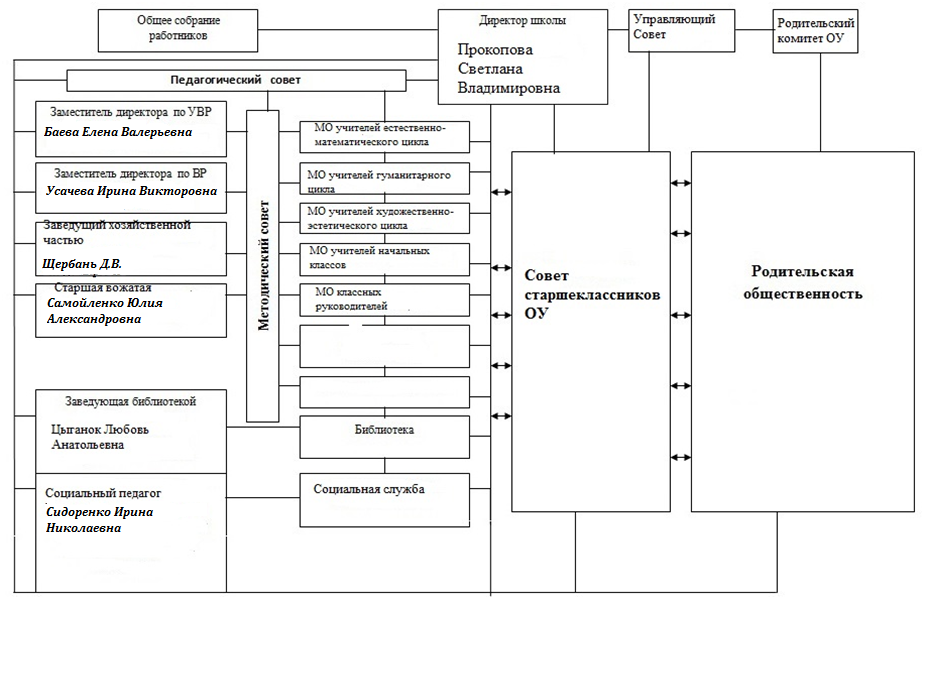 Общее собрание
работников
Директор школы
Прокопова
Светлана
Владимировна
Управляющий
Совет
Родительский
комитет ОУ
Педагогический совет
Заместитель директора по УВР
Баева Елена Валерьевна
Заместитель директора по ВР
Усачева Ирина Викторовна
Заведущий хозяйственной
частью
Щербань Д.В.
Старшая вожатая
Самойленко Юлия
Александровна
Методический совет
МО учителей естественно-
математического цикла
МО учителей гуманитарного
цикла
МО учителей художественно-
эстетического цикла
МО учителей начальных
классов
МО классных
руководителей
Совет
старшеклассников
ОУ
Родительская
общественность
Заведующая библиотекой
Цыганок Любовь
Анатольевна
Библиотека
Социальный педагог
Сидоренко Ирина
Николаевна
Социальная служба